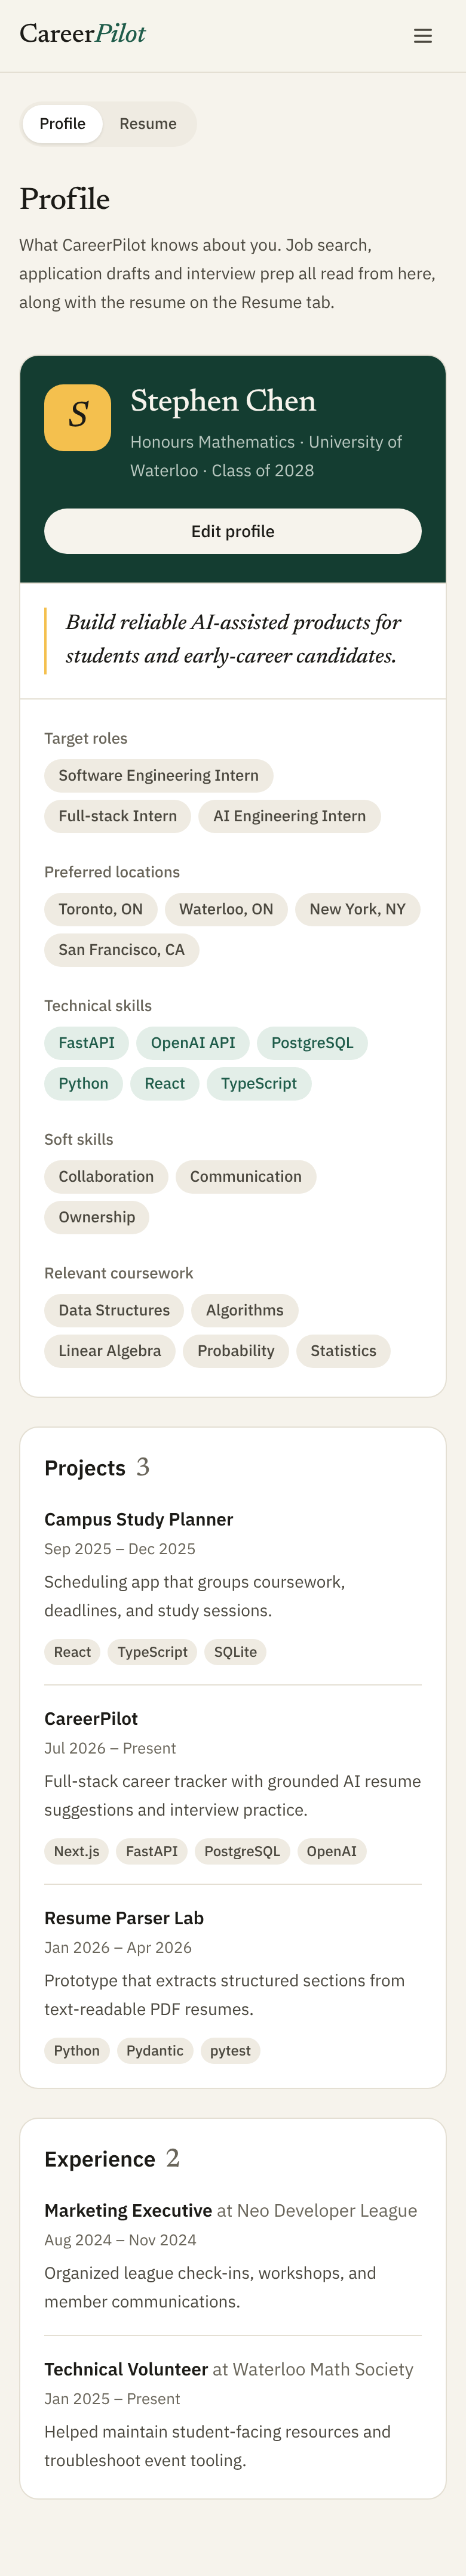 CareerPilot
Profile Resume
Profile
What CareerPilot knows about you. Job search,
application drafts and interview prep all read from here,
along with the resume on the Resume tab.
S
Stephen Chen
Honours Mathematics · University of
Waterloo · Class of 2028
Edit profile
Build reliable AI-assisted products for
students and early-career candidates.
Target roles
Software Engineering Intern
Full-stack Intern AI Engineering Intern
Preferred locations
Toronto, ON Waterloo, ON New York, NY
San Francisco, CA
Technical skills
FastAPI OpenAI API PostgreSQL
Python React TypeScript
Soft skills
Collaboration Communication
Ownership
Relevant coursework
Data Structures Algorithms
Linear Algebra Probability Statistics
Projects 3
Campus Study Planner
Sep 2025 – Dec 2025
Scheduling app that groups coursework,
deadlines, and study sessions.
React TypeScript SQLite
CareerPilot
Jul 2026 – Present
Full-stack career tracker with grounded AI resume
suggestions and interview practice.
Next.js FastAPI PostgreSQL OpenAI
Resume Parser Lab
Jan 2026 – Apr 2026
Prototype that extracts structured sections from
text-readable PDF resumes.
Python Pydantic pytest
Experience 2
Marketing Executive at Neo Developer League
Aug 2024 – Nov 2024
Organized league check-ins, workshops, and
member communications.
Technical Volunteer at Waterloo Math Society
Jan 2025 – Present
Helped maintain student-facing resources and
troubleshoot event tooling.